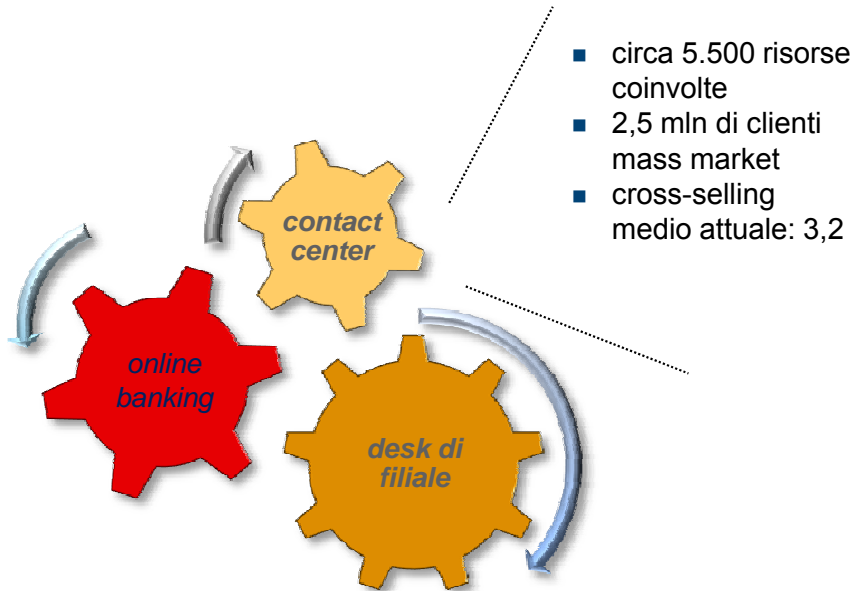 ■ circa 5.500 risorse
coinvolte
■ 2,5 mln di clienti
mass market
■ cross-selling
medio attuale: 3,2
contact
center
online
banking
desk di
filiale